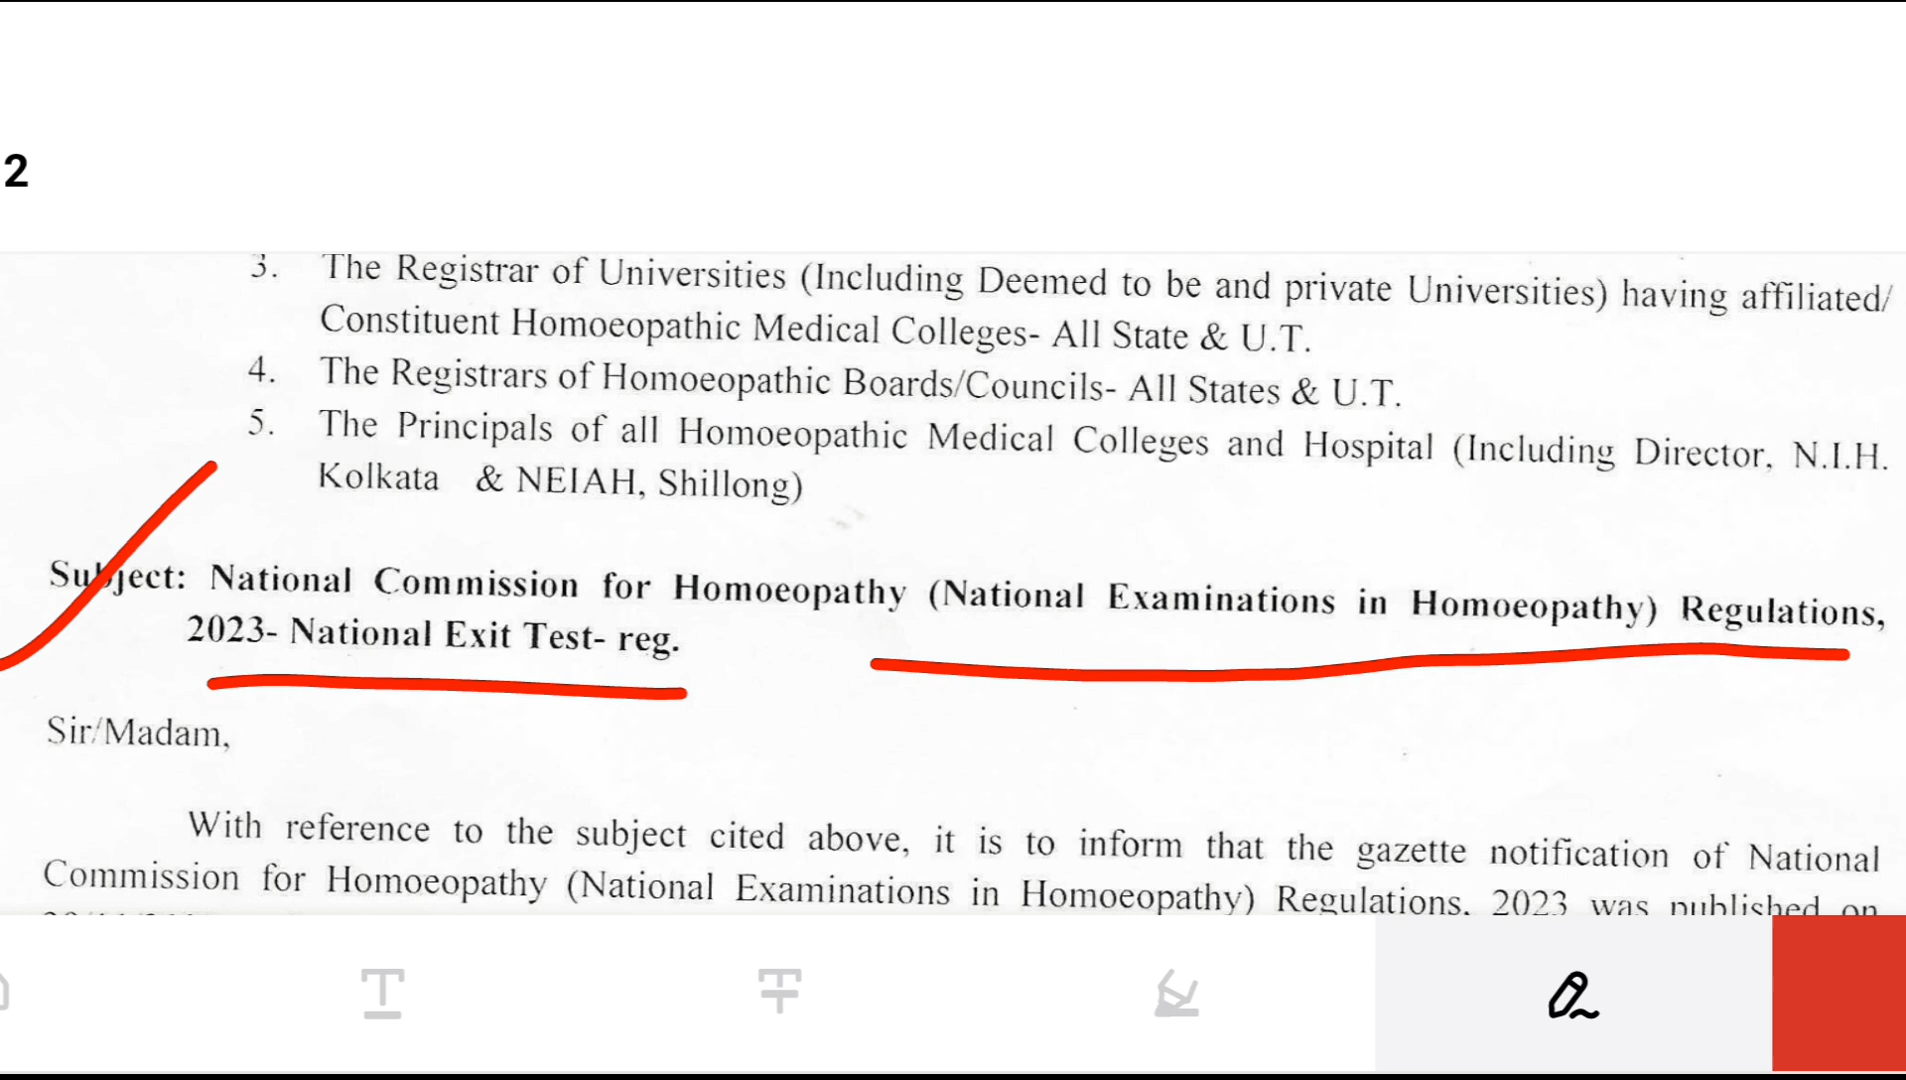 2
3. The Registrar of Universities (Including Deemed to be and private Universities) having affiliated/
Constituent Homoeopathic Medical Colleges- All State & U.T.
4. The Registrars of Homoeopathic Boards/Councils- All States & U.T.
5. The Principals of all Homoeopathic Medical Colleges and Hospital (Including Director, N.I.H.
Kolkata & NEIAH, Shillong)
Subject: National Commission for Homoeopathy (National Examinations in Homoeopathy) Regulations,
2023- National Exit Test- reg.
Sir/Madam,
With reference to the subject cited above, it is to inform that the gazette notification of National
Commission for Homoeopathy (National Examinations in Homoeopathy) Regulations, 2023 was published on